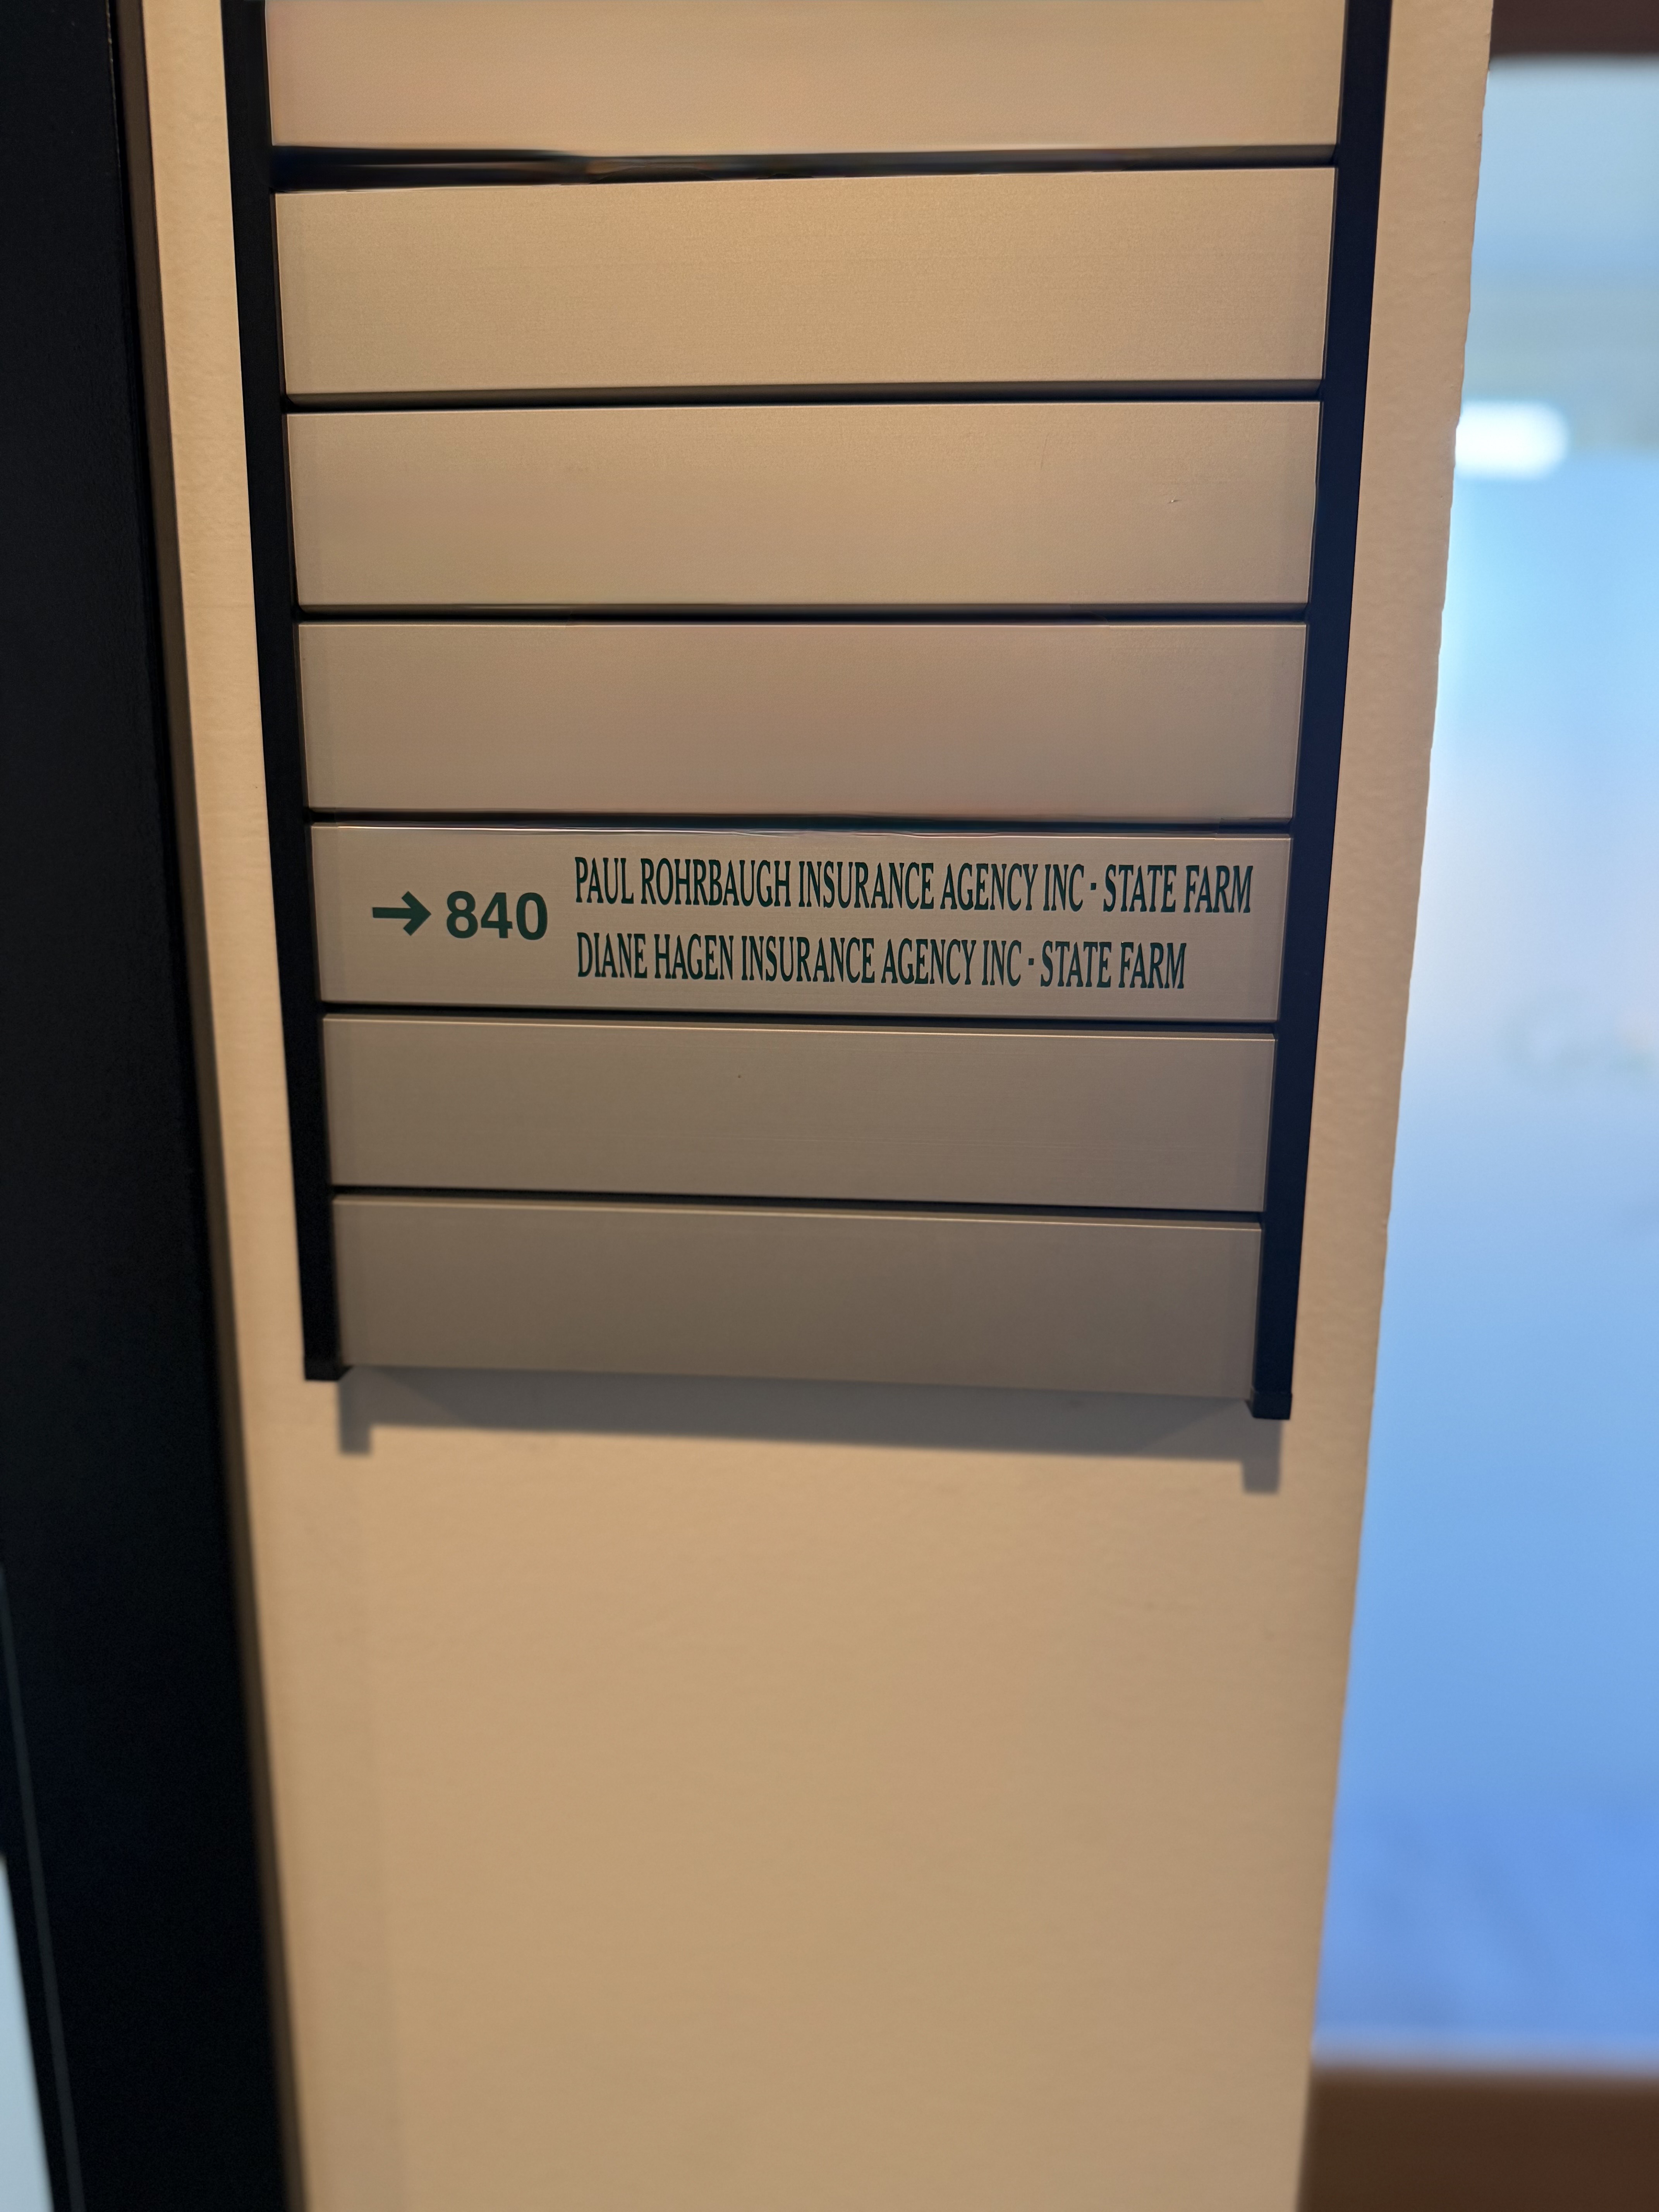 → 840 PAUL ROHRBAUGH INSURANCE AGENCY INC · STATE FARM
DIANE HAGEN INSURANCE AGENCY INC · STATE FARM